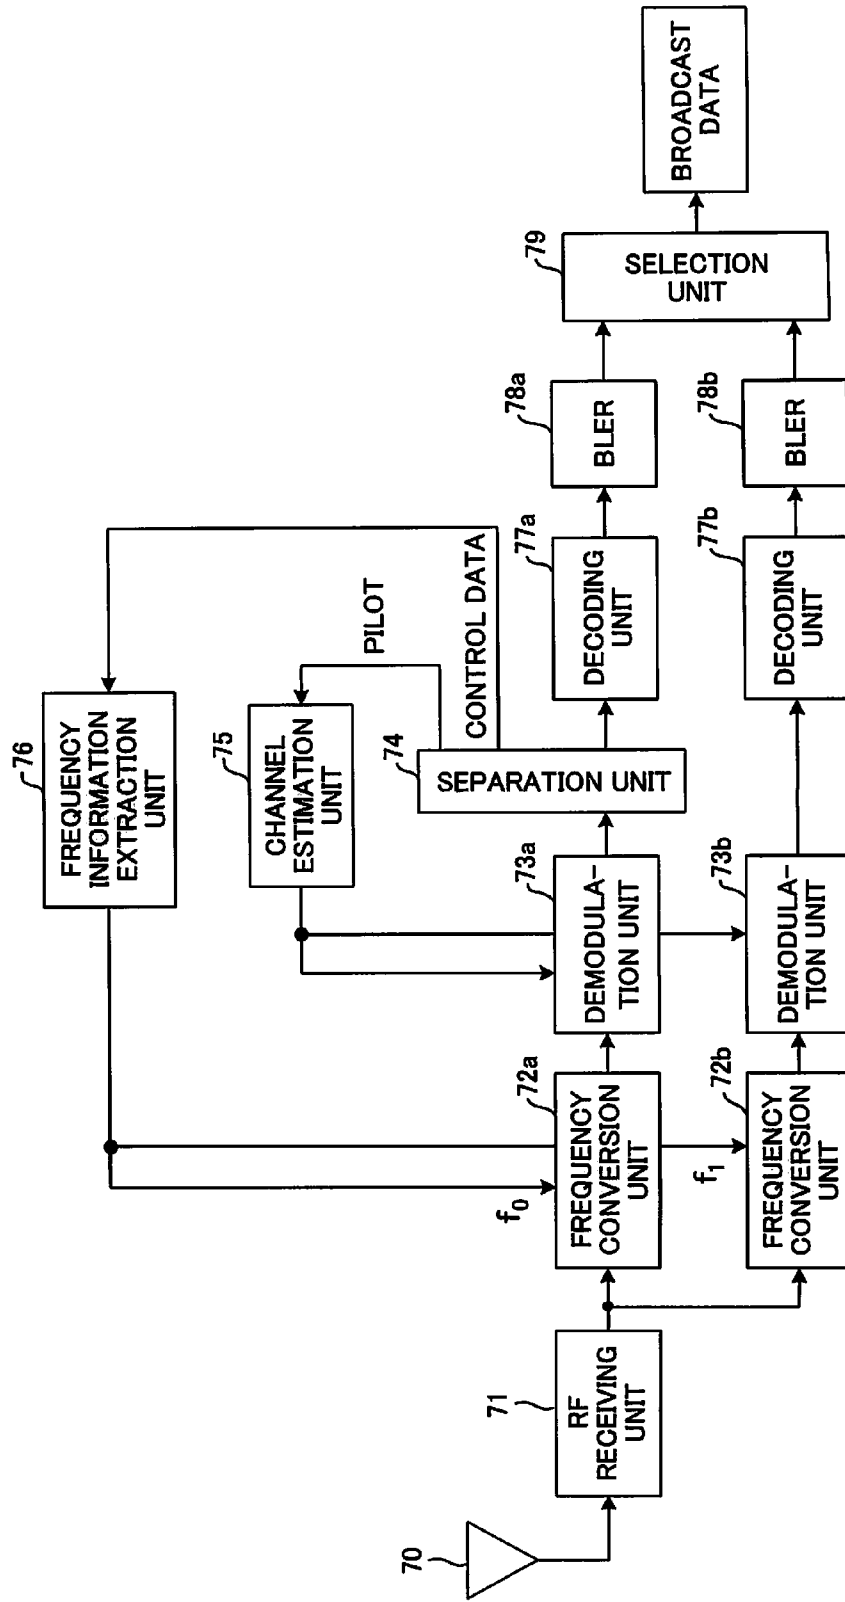 70
71
RF
RECEIVING
UNIT
f0
f1
72a
FREQUENCY
CONVERSION
UNIT
72b
FREQUENCY
CONVERSION
UNIT
73a
DEMODULA-
TION UNIT
73b
DEMODULA-
TION UNIT
74
SEPARATION UNIT
PILOT
CONTROL DATA
75
CHANNEL
ESTIMATION
UNIT
76
FREQUENCY
INFORMATION
EXTRACTION
UNIT
77a
DECODING
UNIT
77b
DECODING
UNIT
78a
BLER
78b
BLER
79
SELECTION
UNIT
BROADCAST
DATA